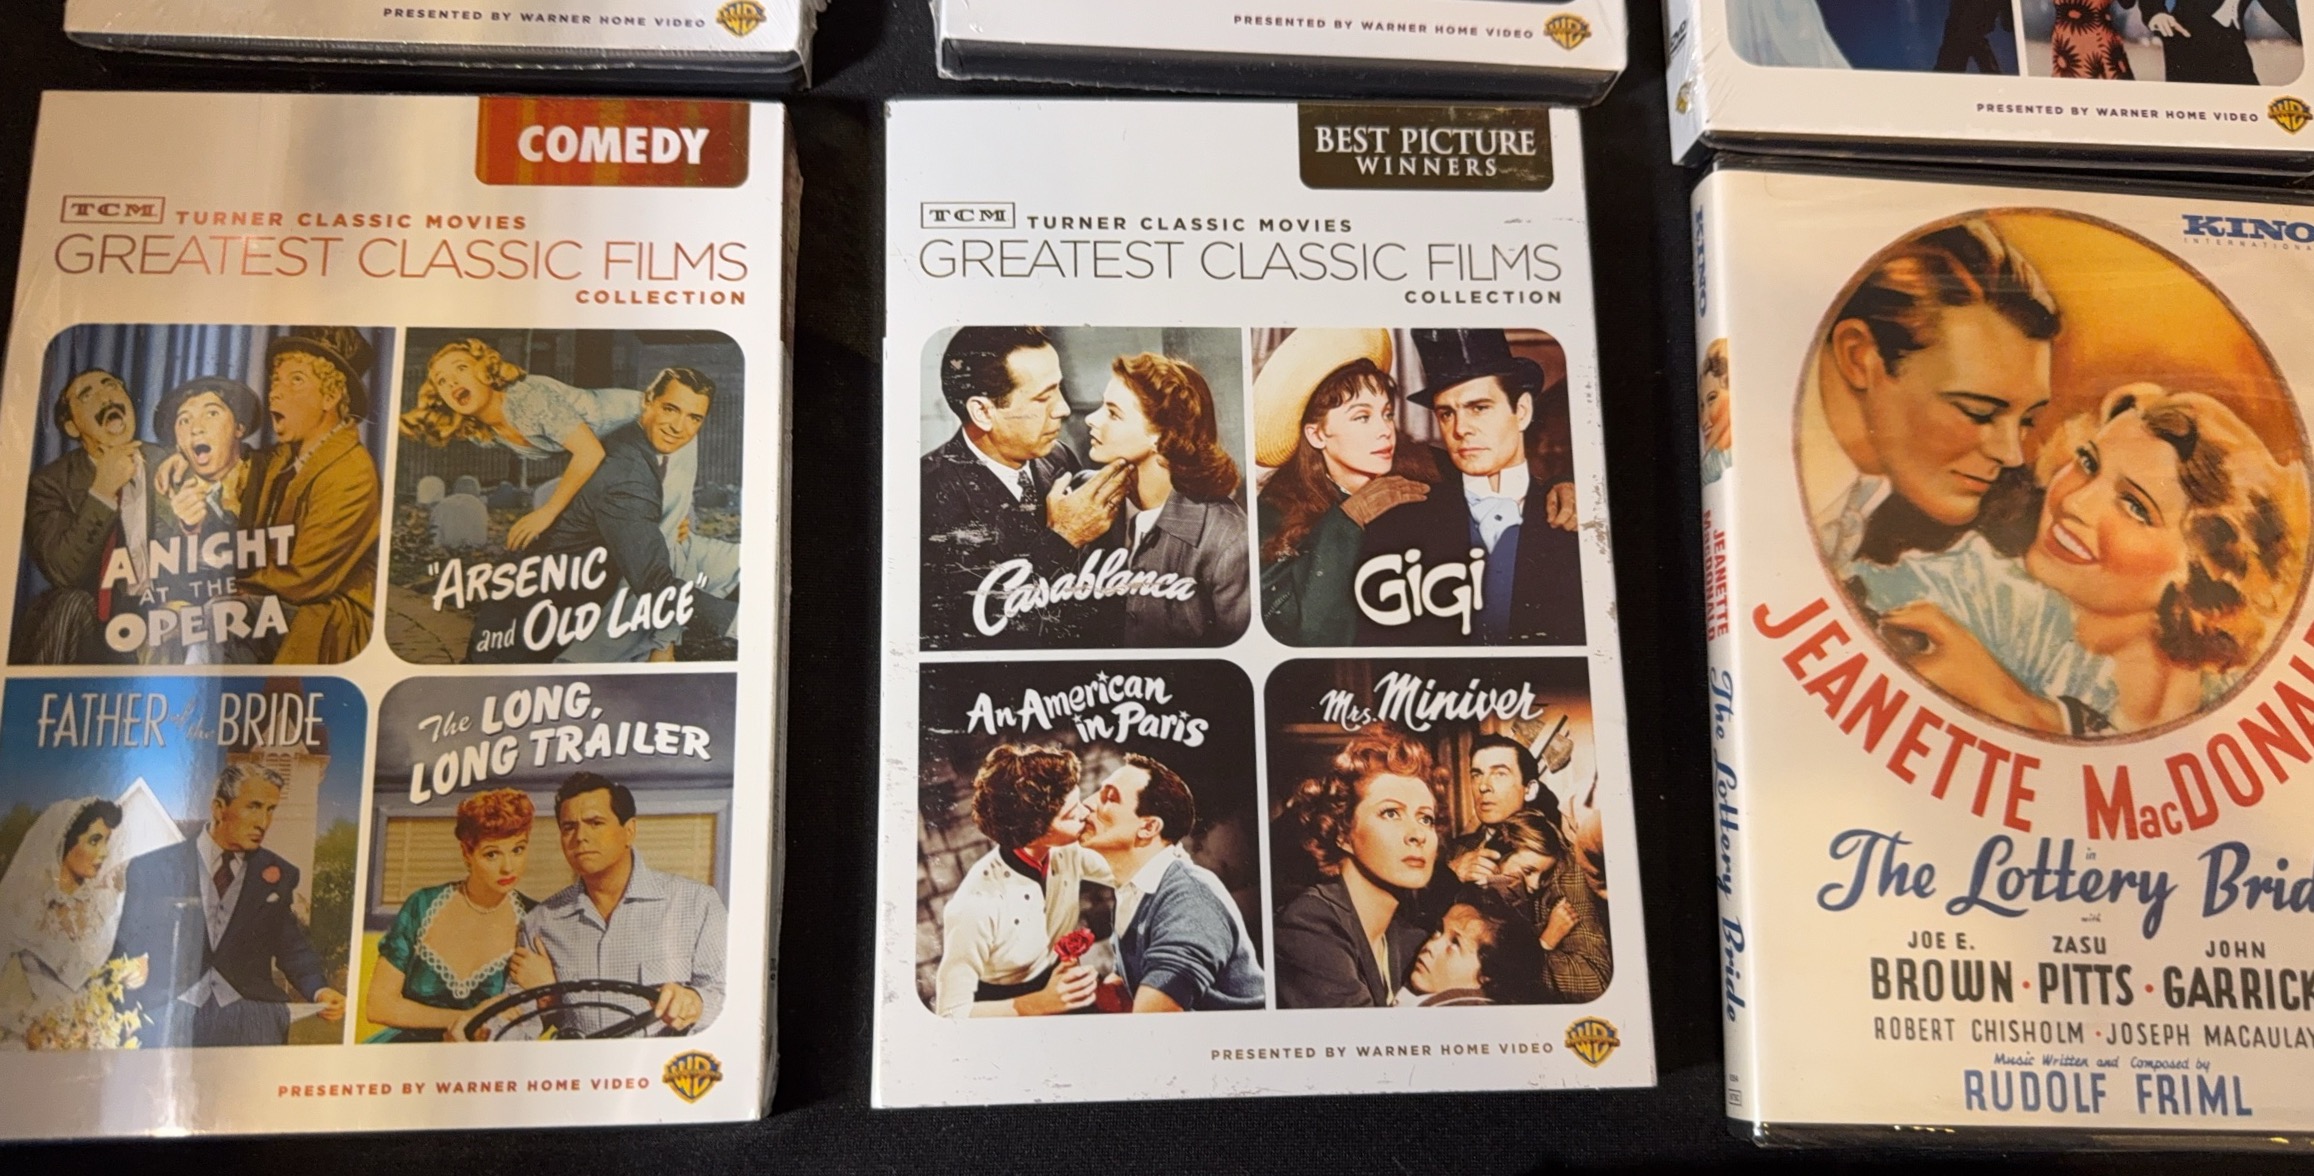 PRESENTED BY WARNER HOME VIDEO
PRESENTED BY WARNER HOME VIDEO
PRESENTED BY WARNER HOME VIDEO
COMEDY
TCM TURNER CLASSIC MOVIES
GREATEST CLASSIC FILMS
COLLECTION
A NIGHT
AT THE
OPERA
"ARSENIC
and OLD LACE"
FATHER of the BRIDE
The LONG,
LONG TRAILER
PRESENTED BY WARNER HOME VIDEO
BEST PICTURE
WINNERS
TCM TURNER CLASSIC MOVIES
GREATEST CLASSIC FILMS
COLLECTION
Casablanca
GiGi
An American
in Paris
Mrs. Miniver
PRESENTED BY WARNER HOME VIDEO
KINO
JEANETTE
MacDONALD
The Lottery Bride
KINO
INTERNATIONAL
JEANETTE MacDONAL
in
The Lottery Brid
with
JOE E. ZASU JOHN
BROWN · PITTS · GARRICK
ROBERT CHISHOLM · JOSEPH MACAULAY
Music Written and Composed by
RUDOLF FRIML